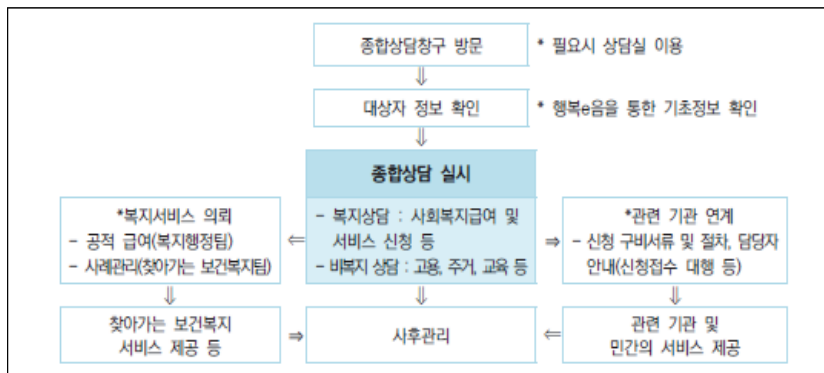 종합상담창구 방문
* 필요시 상담실 이용
⇓
대상자 정보 확인
* 행복e음을 통한 기초정보 확인
⇓
종합상담 실시
- 복지상담 : 사회복지급여 및
서비스 신청 등
- 비복지 상담 : 고용, 주거, 교육 등
⇐
*복지서비스 의뢰
- 공적 급여(복지행정팀)
- 사례관리(찾아가는 보건복지팀)
⇒
*관련 기관 연계
- 신청 구비서류 및 절차, 담당자
안내(신청접수 대행 등)
⇓
⇓
⇓
찾아가는 보건복지
서비스 제공 등
⇒
사후관리
⇐
관련 기관 및
민간의 서비스 제공